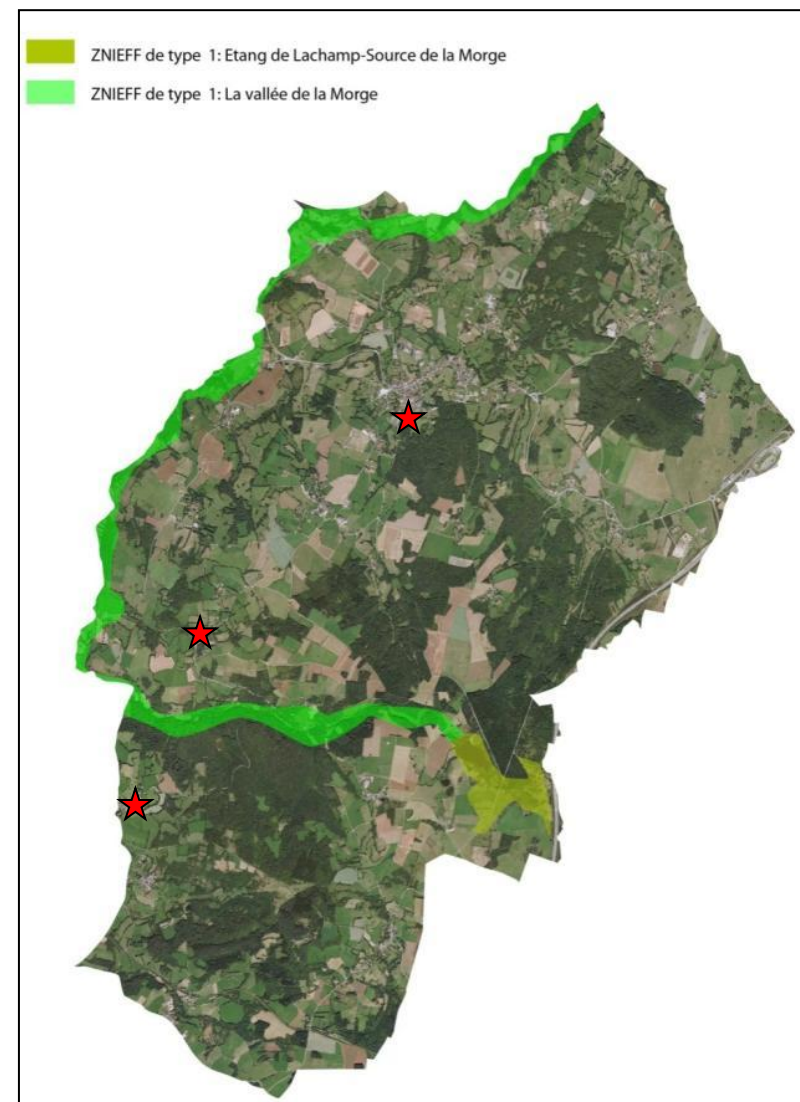 ZNIEFF de type 1: Etang de Lachamp-Source de la Morge
ZNIEFF de type 1: La vallée de la Morge